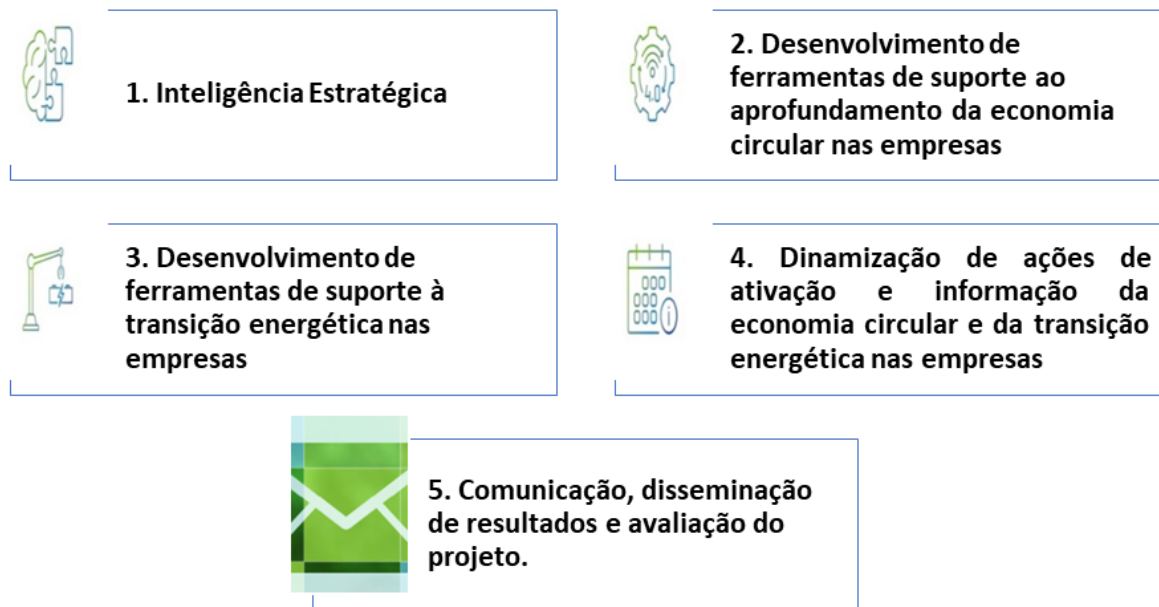 1. Inteligência Estratégica
2. Desenvolvimento de
ferramentas de suporte ao
aprofundamento da economia
circular nas empresas
4.0
3. Desenvolvimento de
ferramentas de suporte à
transição energética nas
empresas
4. Dinamização de ações de
ativação e informação da
economia circular e da transição
energética nas empresas
i
5. Comunicação, disseminação
de resultados e avaliação do
projeto.